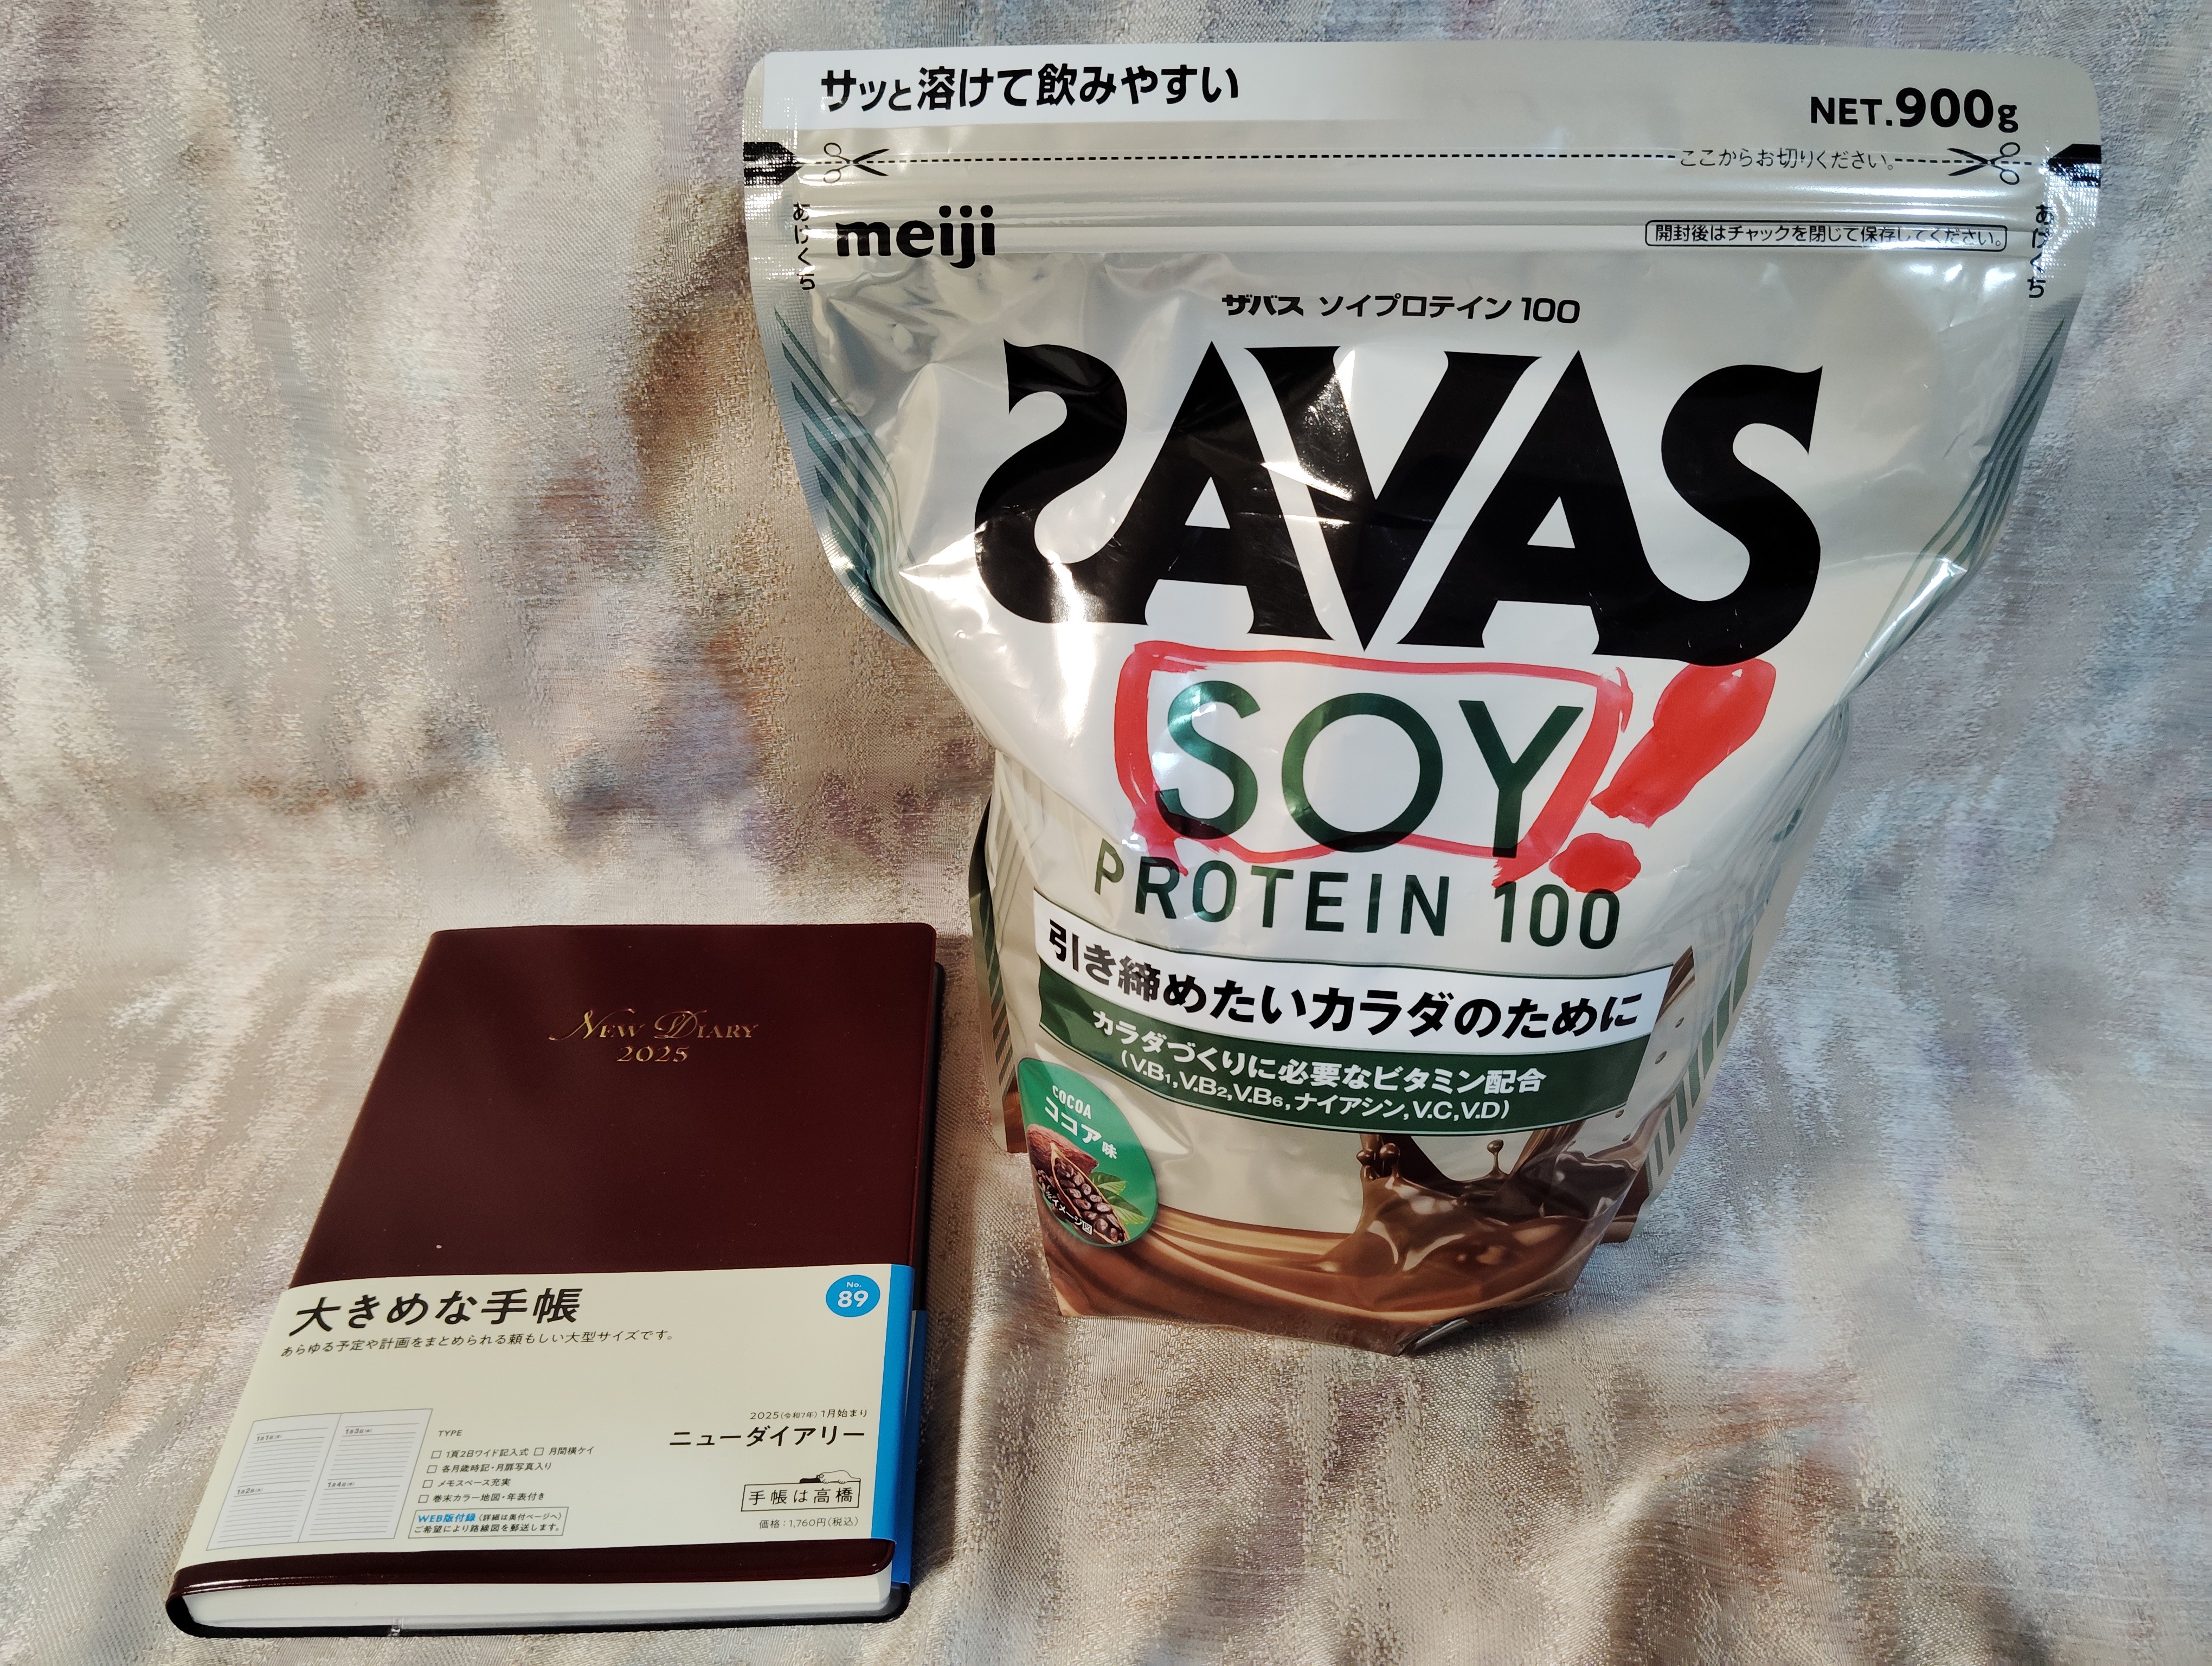 サッと溶けて飲みやすい
NET.900g
ここからお切りください。
あけくち
meiji
開封後はチャックを閉じて保存してください。
あけくち
ザバス ソイプロテイン100
SAVAS
SOY!
PROTEIN 100
引き締めたいカラダのために
カラダづくりに必要なビタミン配合
(V.B1,V.B2,V.B6,ナイアシン,V.C,V.D)
COCOA
ココア味
NEW DIARY
2025
大きめな手帳
No.
89
あらゆる予定や計画をまとめられる頼もしい大型サイズです。
2025(令和7年)1月始まり
ニューダイアリー
TYPE
□ 1頁2日ワイド記入式 □ 月間横ケイ
□ 各月歳時記・月扉写真入り
□ メモスペース充実
□ 巻末カラー地図・年表付き
WEB版付録(詳細は奥付ページへ)
ご希望により路線図を郵送します。
手帳は高橋
価格:1,760円(税込)